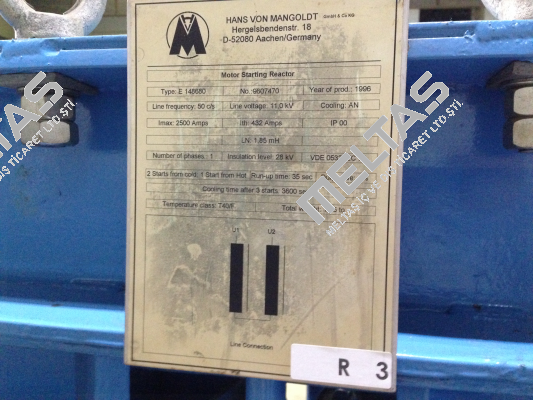 HANS VON MANGOLDT GmbH & Co KG
Hergelsbendenstr. 18
D-52080 Aachen/Germany
M
Motor Starting Reactor
Type: E 148680 No.:9607470 Year of prod.: 1996
Line frequency: 50 c/s Line voltage: 11,0 kV Cooling: AN
Imax: 2500 Amps Ith: 432 Amps IP 00
LN: 1,85 mH
Number of phases: 1 Insulation level: 28 kV VDE
2 Starts from cold; 1 Start from Hot Run-up time: 35 sec
Cooling time after 3 starts: 3600
Temperature class: Total
U1 U2
Line Connection
R 3
MELTAS